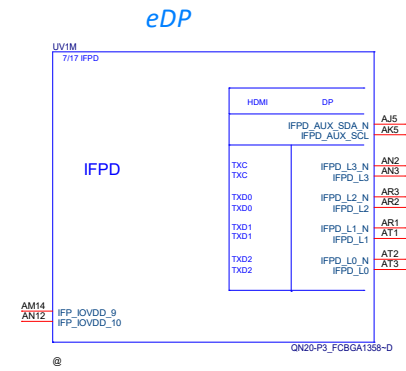 eDP
UV1M
7/17 IFPD
HDMI DP
IFPD_AUX_SDA_N AJ5
IFPD_AUX_SCL AK5
IFPD
TXC IFPD_L3_N AN2
TXC IFPD_L3 AN3
TXD0 IFPD_L2_N AR3
TXD0 IFPD_L2 AR2
TXD1 IFPD_L1_N AR1
TXD1 IFPD_L1 AT1
TXD2 IFPD_L0_N AT2
TXD2 IFPD_L0 AT3
AM14 IFP_IOVDD_9
AN12 IFP_IOVDD_10
QN20-P3_FCBGA1358~D
@